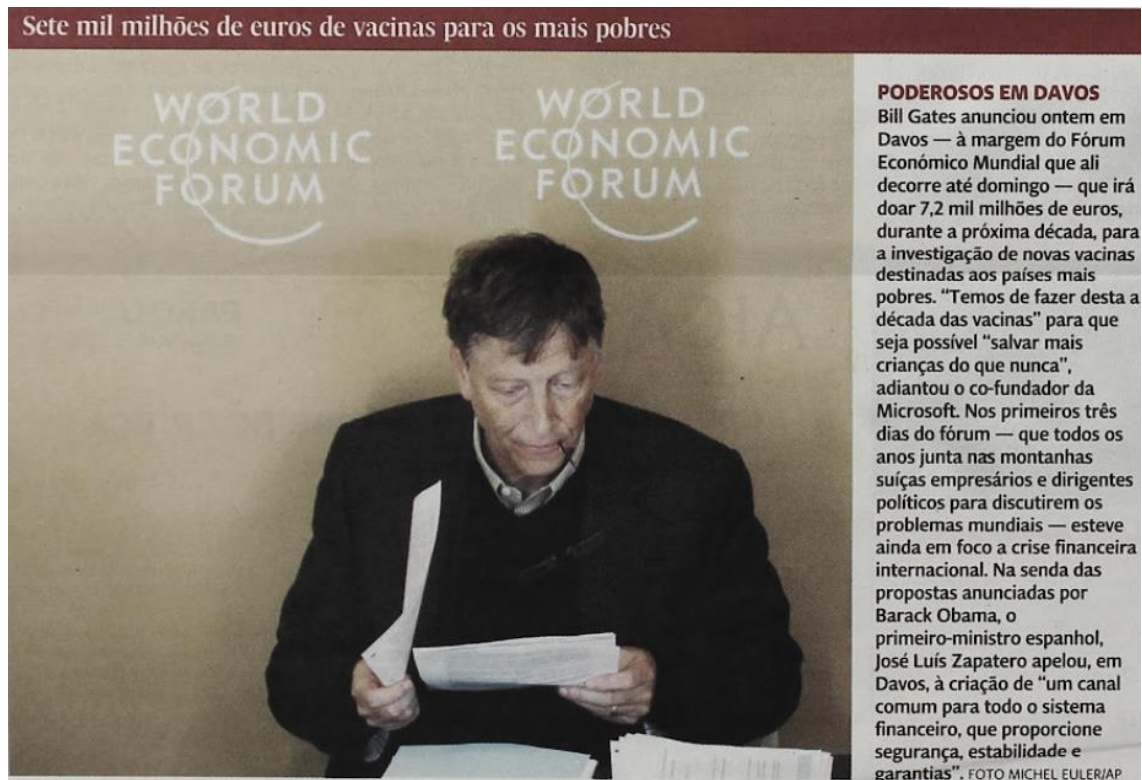 Sete mil milhões de euros de vacinas para os mais pobres
WORLD
ECONOMIC
FORUM
WORLD
ECONOMIC
FORUM
PODEROSOS EM DAVOS
Bill Gates anunciou ontem em
Davos — à margem do Fórum
Económico Mundial que ali
decorre até domingo — que irá
doar 7,2 mil milhões de euros,
durante a próxima década, para
a investigação de novas vacinas
destinadas aos países mais
pobres. “Temos de fazer desta a
década das vacinas” para que
seja possível “salvar mais
crianças do que nunca”,
adiantou o co-fundador da
Microsoft. Nos primeiros três
dias do fórum — que todos os
anos junta nas montanhas
suíças empresários e dirigentes
políticos para discutirem os
problemas mundiais — esteve
ainda em foco a crise financeira
internacional. Na senda das
propostas anunciadas por
Barack Obama, o
primeiro-ministro espanhol,
José Luís Zapatero apelou, em
Davos, à criação de “um canal
comum para todo o sistema
financeiro, que proporcione
segurança, estabilidade e
garantias”. FOTO MICHEL EULER/AP